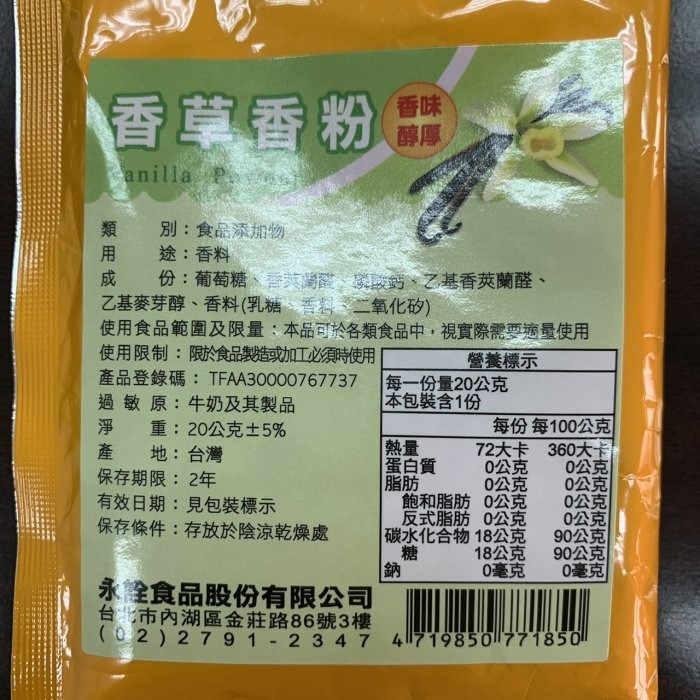 香草香粉
香味
醇厚
Vanilla Powder
類 別：食品添加物
用 途：香料
成 份：葡萄糖、香莢蘭醛、磷酸鈣、乙基香莢蘭醛、
乙基麥芽醇、香料(乳糖、香料、二氧化矽)
使用食品範圍及限量：本品可於各類食品中，視實際需要適量使用
使用限制：限於食品製造或加工必須時使用
產品登錄碼：TFAA30000767737
過 敏 原：牛奶及其製品
淨 重：20公克±5%
產 地：台灣
保存期限：2年
有效日期：見包裝標示
保存條件：存放於陰涼乾燥處
營養標示
每一份量20公克
本包裝含1份
每份 每100公克
熱量 72大卡 360大卡
蛋白質 0公克 0公克
脂肪 0公克 0公克
飽和脂肪 0公克 0公克
反式脂肪 0公克 0公克
碳水化合物 18公克 90公克
糖 18公克 90公克
鈉 0毫克 0毫克
永詮食品股份有限公司
台北市內湖區金莊路86號3樓
(02)2791-2347
4 719850 771850